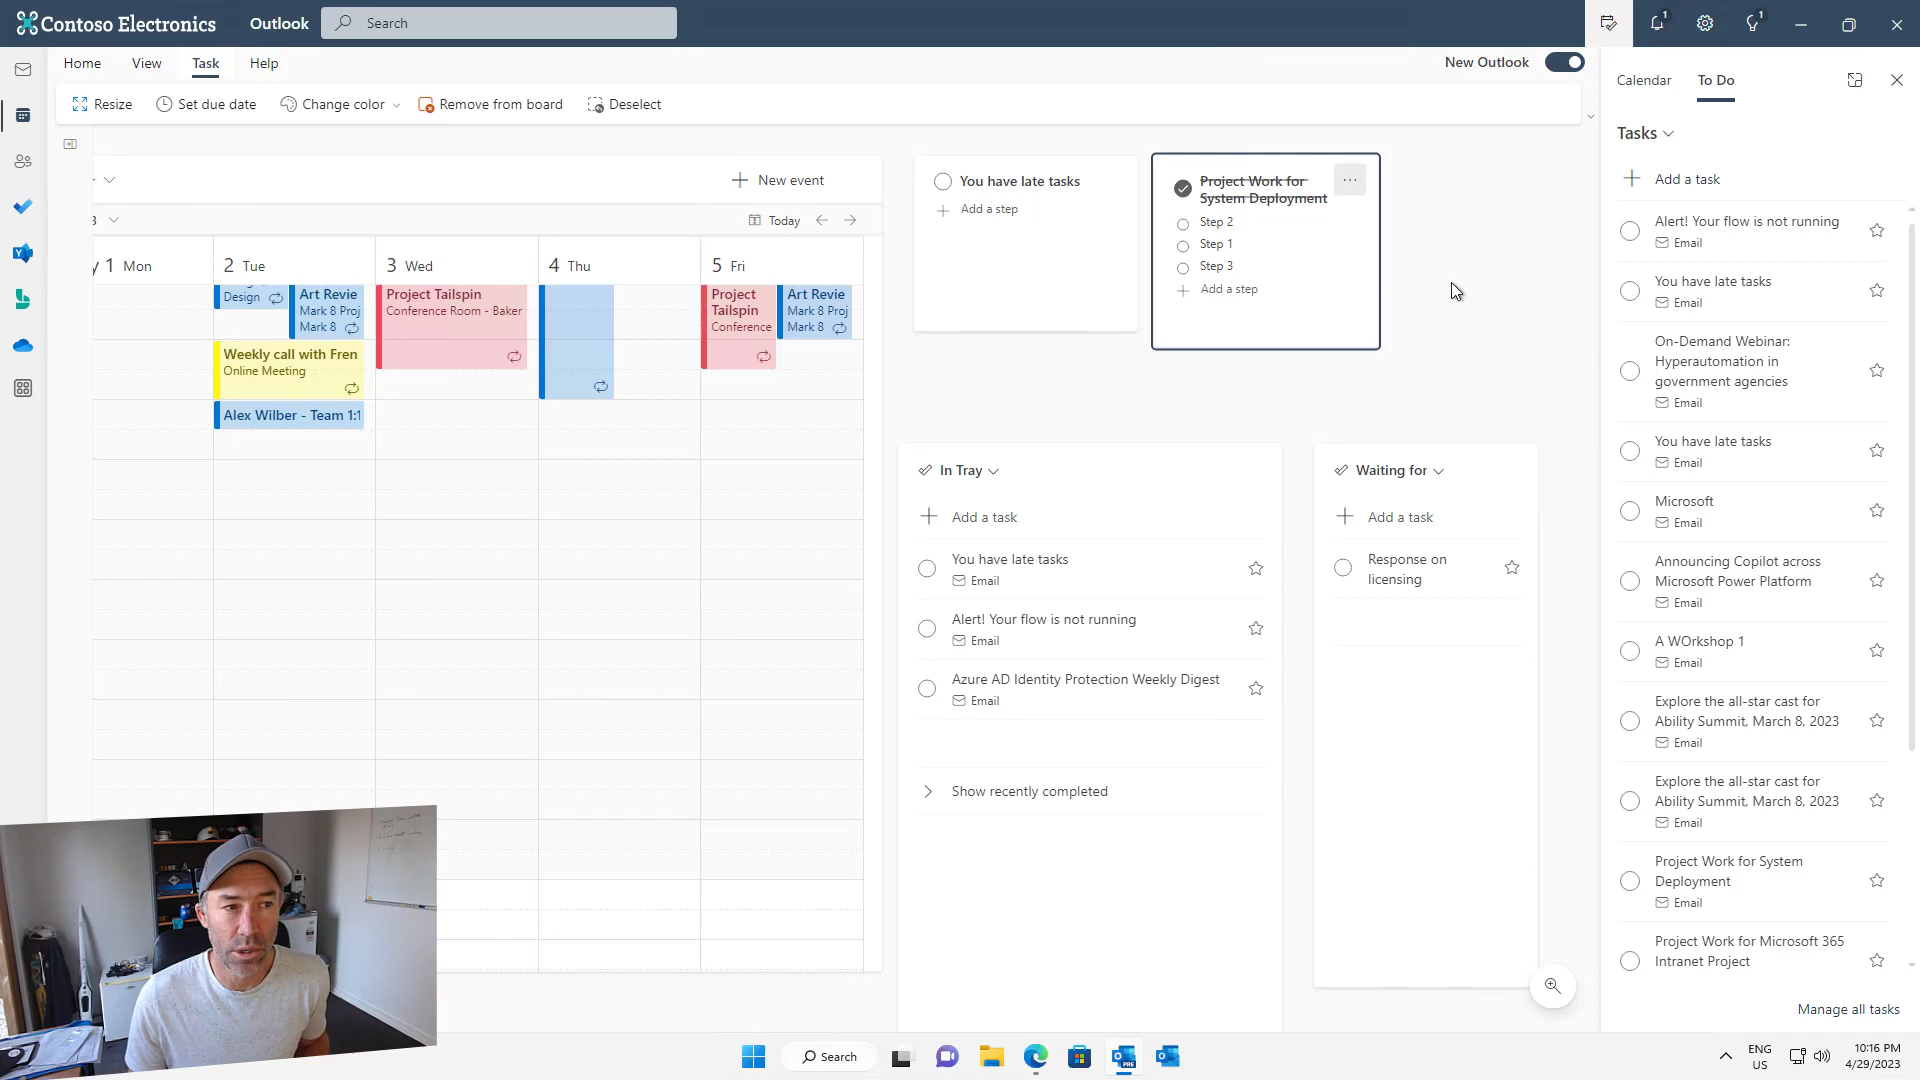 Contoso Electronics
Outlook
Search
1
1
Home
View
Task
Help
New Outlook
Resize
Set due date
Change color
Remove from board
Deselect
New event
3
Today
y 1 Mon
2 Tue
3 Wed
4 Thu
5 Fri
Design
Art Revie
Mark 8 Proj
Mark 8
Weekly call with Fren
Online Meeting
Alex Wilber - Team 1:1
Project Tailspin
Conference Room - Baker
Project
Tailspin
Conference
Art Revie
Mark 8 Proj
Mark 8
You have late tasks
Add a step
Project Work for
System Deployment
Step 2
Step 1
Step 3
Add a step
In Tray
Add a task
You have late tasks
Email
Alert! Your flow is not running
Email
Azure AD Identity Protection Weekly Digest
Email
Show recently completed
Waiting for
Add a task
Response on
licensing
Calendar
To Do
Tasks
Add a task
Alert! Your flow is not running
Email
You have late tasks
Email
On-Demand Webinar:
Hyperautomation in
government agencies
Email
You have late tasks
Email
Microsoft
Email
Announcing Copilot across
Microsoft Power Platform
Email
A WOrkshop 1
Email
Explore the all-star cast for
Ability Summit, March 8, 2023
Email
Explore the all-star cast for
Ability Summit, March 8, 2023
Email
Project Work for System
Deployment
Email
Project Work for Microsoft 365
Intranet Project
Manage all tasks
Search
PRE
ENG
US
10:16 PM
4/29/2023